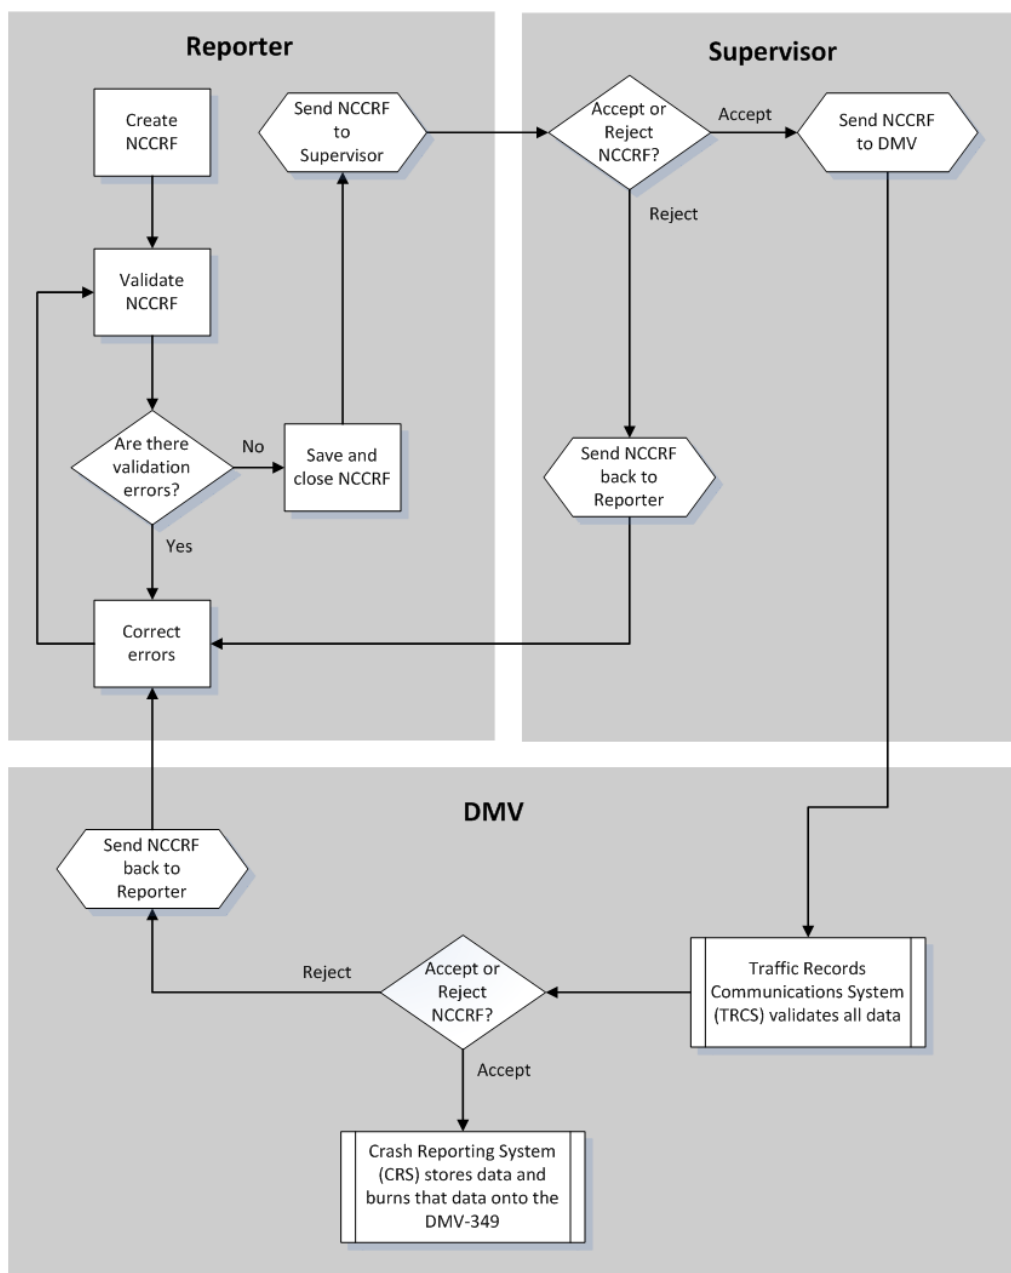 Reporter
Create
NCCRF
Send NCCRF
to
Supervisor
Validate
NCCRF
Are there
validation
errors?
No
Save and
close NCCRF
Yes
Correct
errors
Supervisor
Accept or
Reject
NCCRF?
Accept
Send NCCRF
to DMV
Reject
Send NCCRF
back to
Reporter
DMV
Send NCCRF
back to
Reporter
Reject
Accept or
Reject
NCCRF?
Traffic Records
Communications System
(TRCS) validates all data
Accept
Crash Reporting System
(CRS) stores data and
burns that data onto the
DMV-349